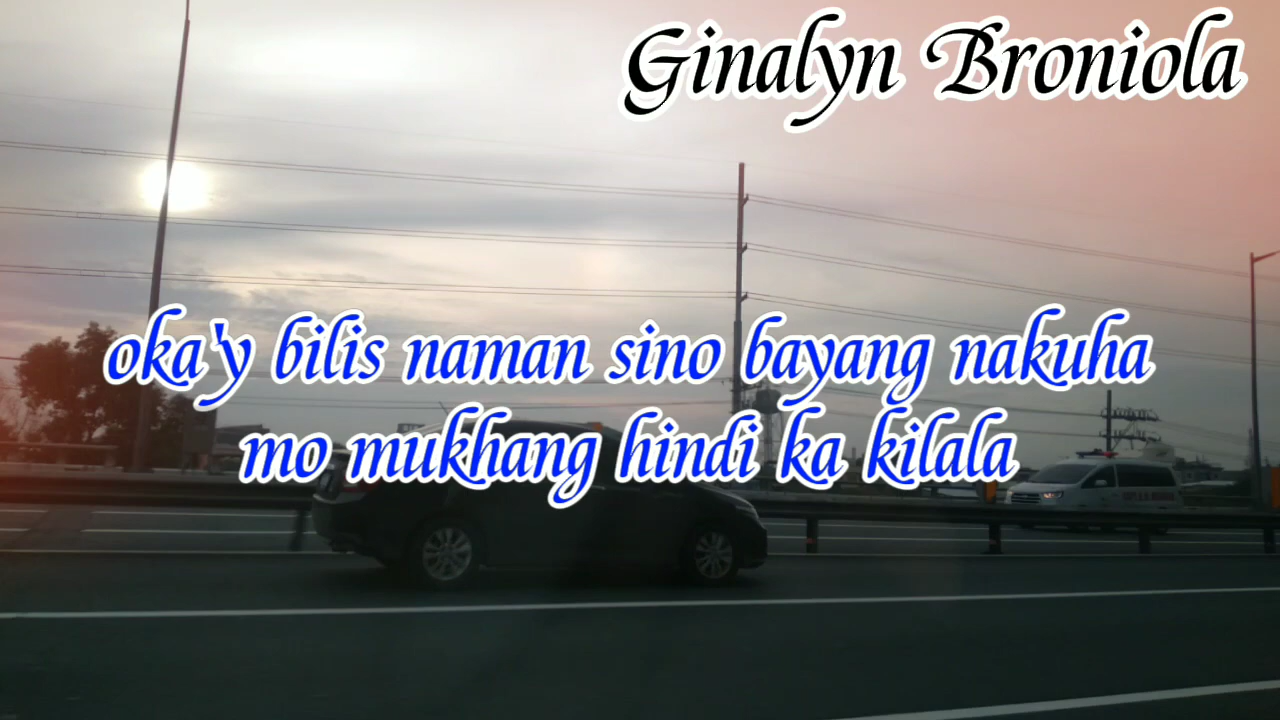 Ginalyn Broniola
oka'y bilis naman sino bayang nakuha
mo mukhang hindi ka kilala